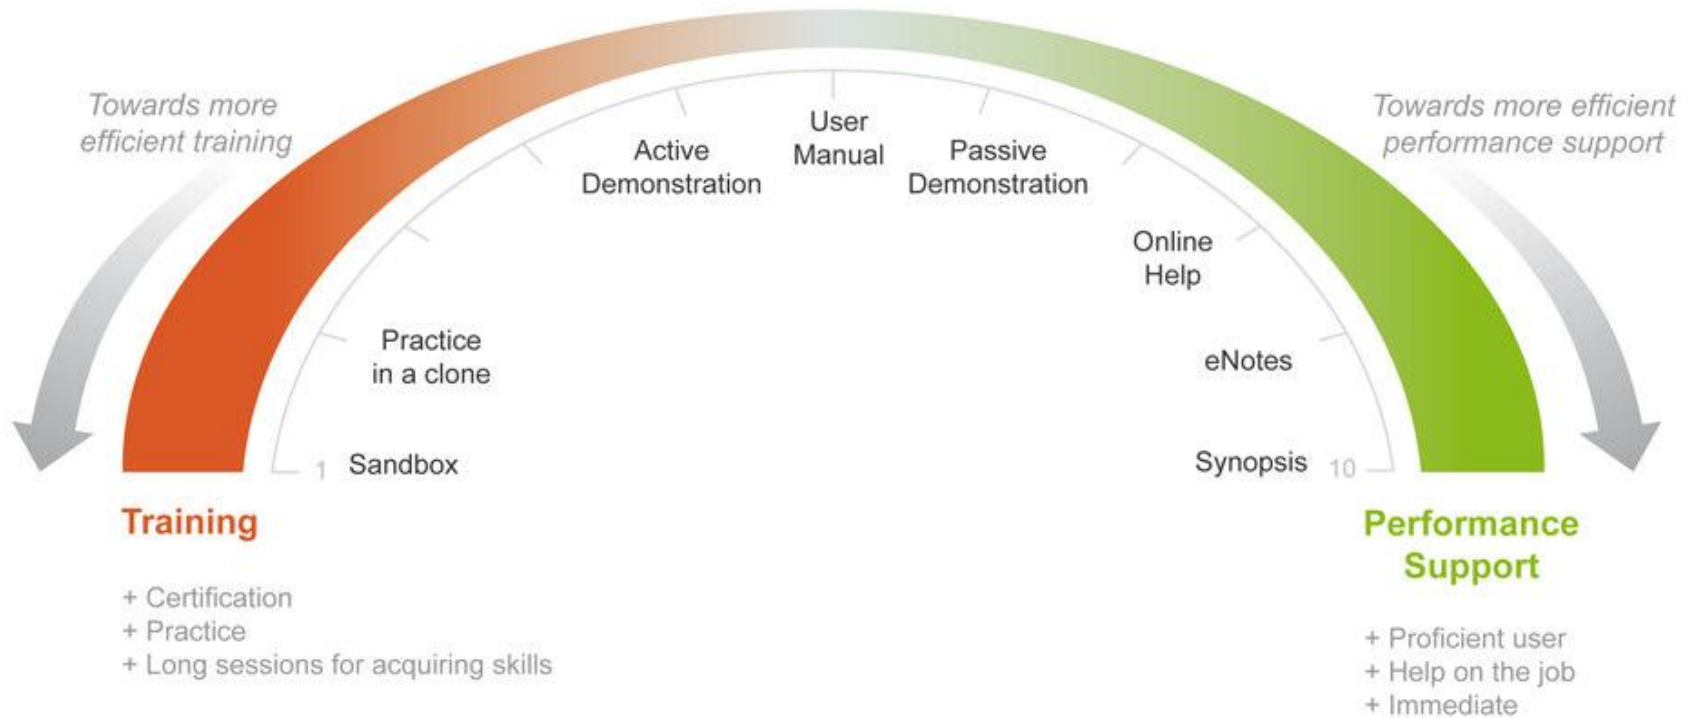 Towards more
efficient training
Towards more efficient
performance support
User
Manual
Active
Demonstration
Passive
Demonstration
Online
Help
Practice
in a clone
eNotes
1 Sandbox
Synopsis 10
Training
+ Certification
+ Practice
+ Long sessions for acquiring skills
Performance
Support
+ Proficient user
+ Help on the job
+ Immediate